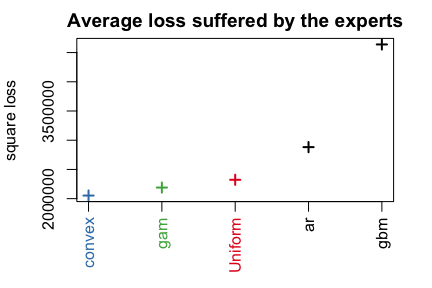 Average loss suffered by the experts
square loss
3500000
2000000
convex
gam
Uniform
ar
gbm